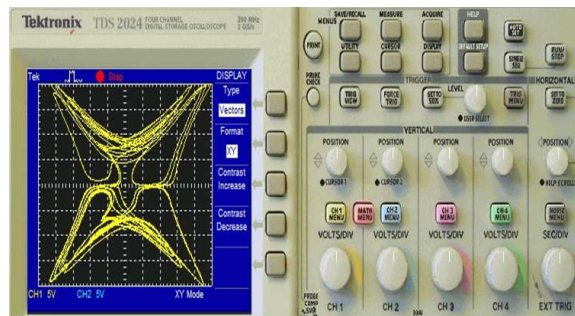 Tektronix TDS 2024 FOUR CHANNEL DIGITAL STORAGE OSCILLOSCOPE 200 MHz 2 GS/s
Tek Stop
DISPLAY
Type
Vectors
Format
XY
Contrast
Increase
Contrast
Decrease
CH1 5V CH2 5V XY Mode
MENUS
SAVE/RECALL MEASURE ACQUIRE
UTILITY CURSOR DISPLAY
HELP
DEFAULT SETUP
AUTO SET
SINGLE SEQ
RUN/ STOP
PRINT
PROBE CHECK
TRIGGER
TRIG VIEW
FORCE TRIG
SET TO 50%
LEVEL
USER SELECT
TRIG MENU
HORIZONTAL
SET TO ZERO
VERTICAL
POSITION POSITION POSITION POSITION POSITION
CURSOR 1 CURSOR 2 HELP SCROLL
CH 1 MENU
MATH MENU
CH 2 MENU
CH 3 MENU
CH 4 MENU
HORIZ MENU
VOLTS/DIV VOLTS/DIV VOLTS/DIV VOLTS/DIV SEC/DIV
PROBE COMP
CH 1 CH 2 CH 3 CH 4 EXT TRIG